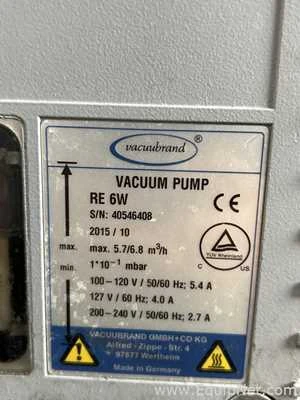 vacuubrand ®
VACUUM PUMP
RE 6W
CE
S/N: 40546408
2015 / 10
max. max. 5.7/6.8 m³/h
TÜV Rheinland
C US
min. 1*10⁻¹ mbar
100-120 V / 50/60 Hz; 5.4 A
127 V / 60 Hz; 4.0 A
200-240 V / 50/60 Hz; 2.7 A
VACUUBRAND GMBH+CO KG
Alfred - Zippe - Str. 4
97877 Wertheim
Made in Germany
© EquipNet.com